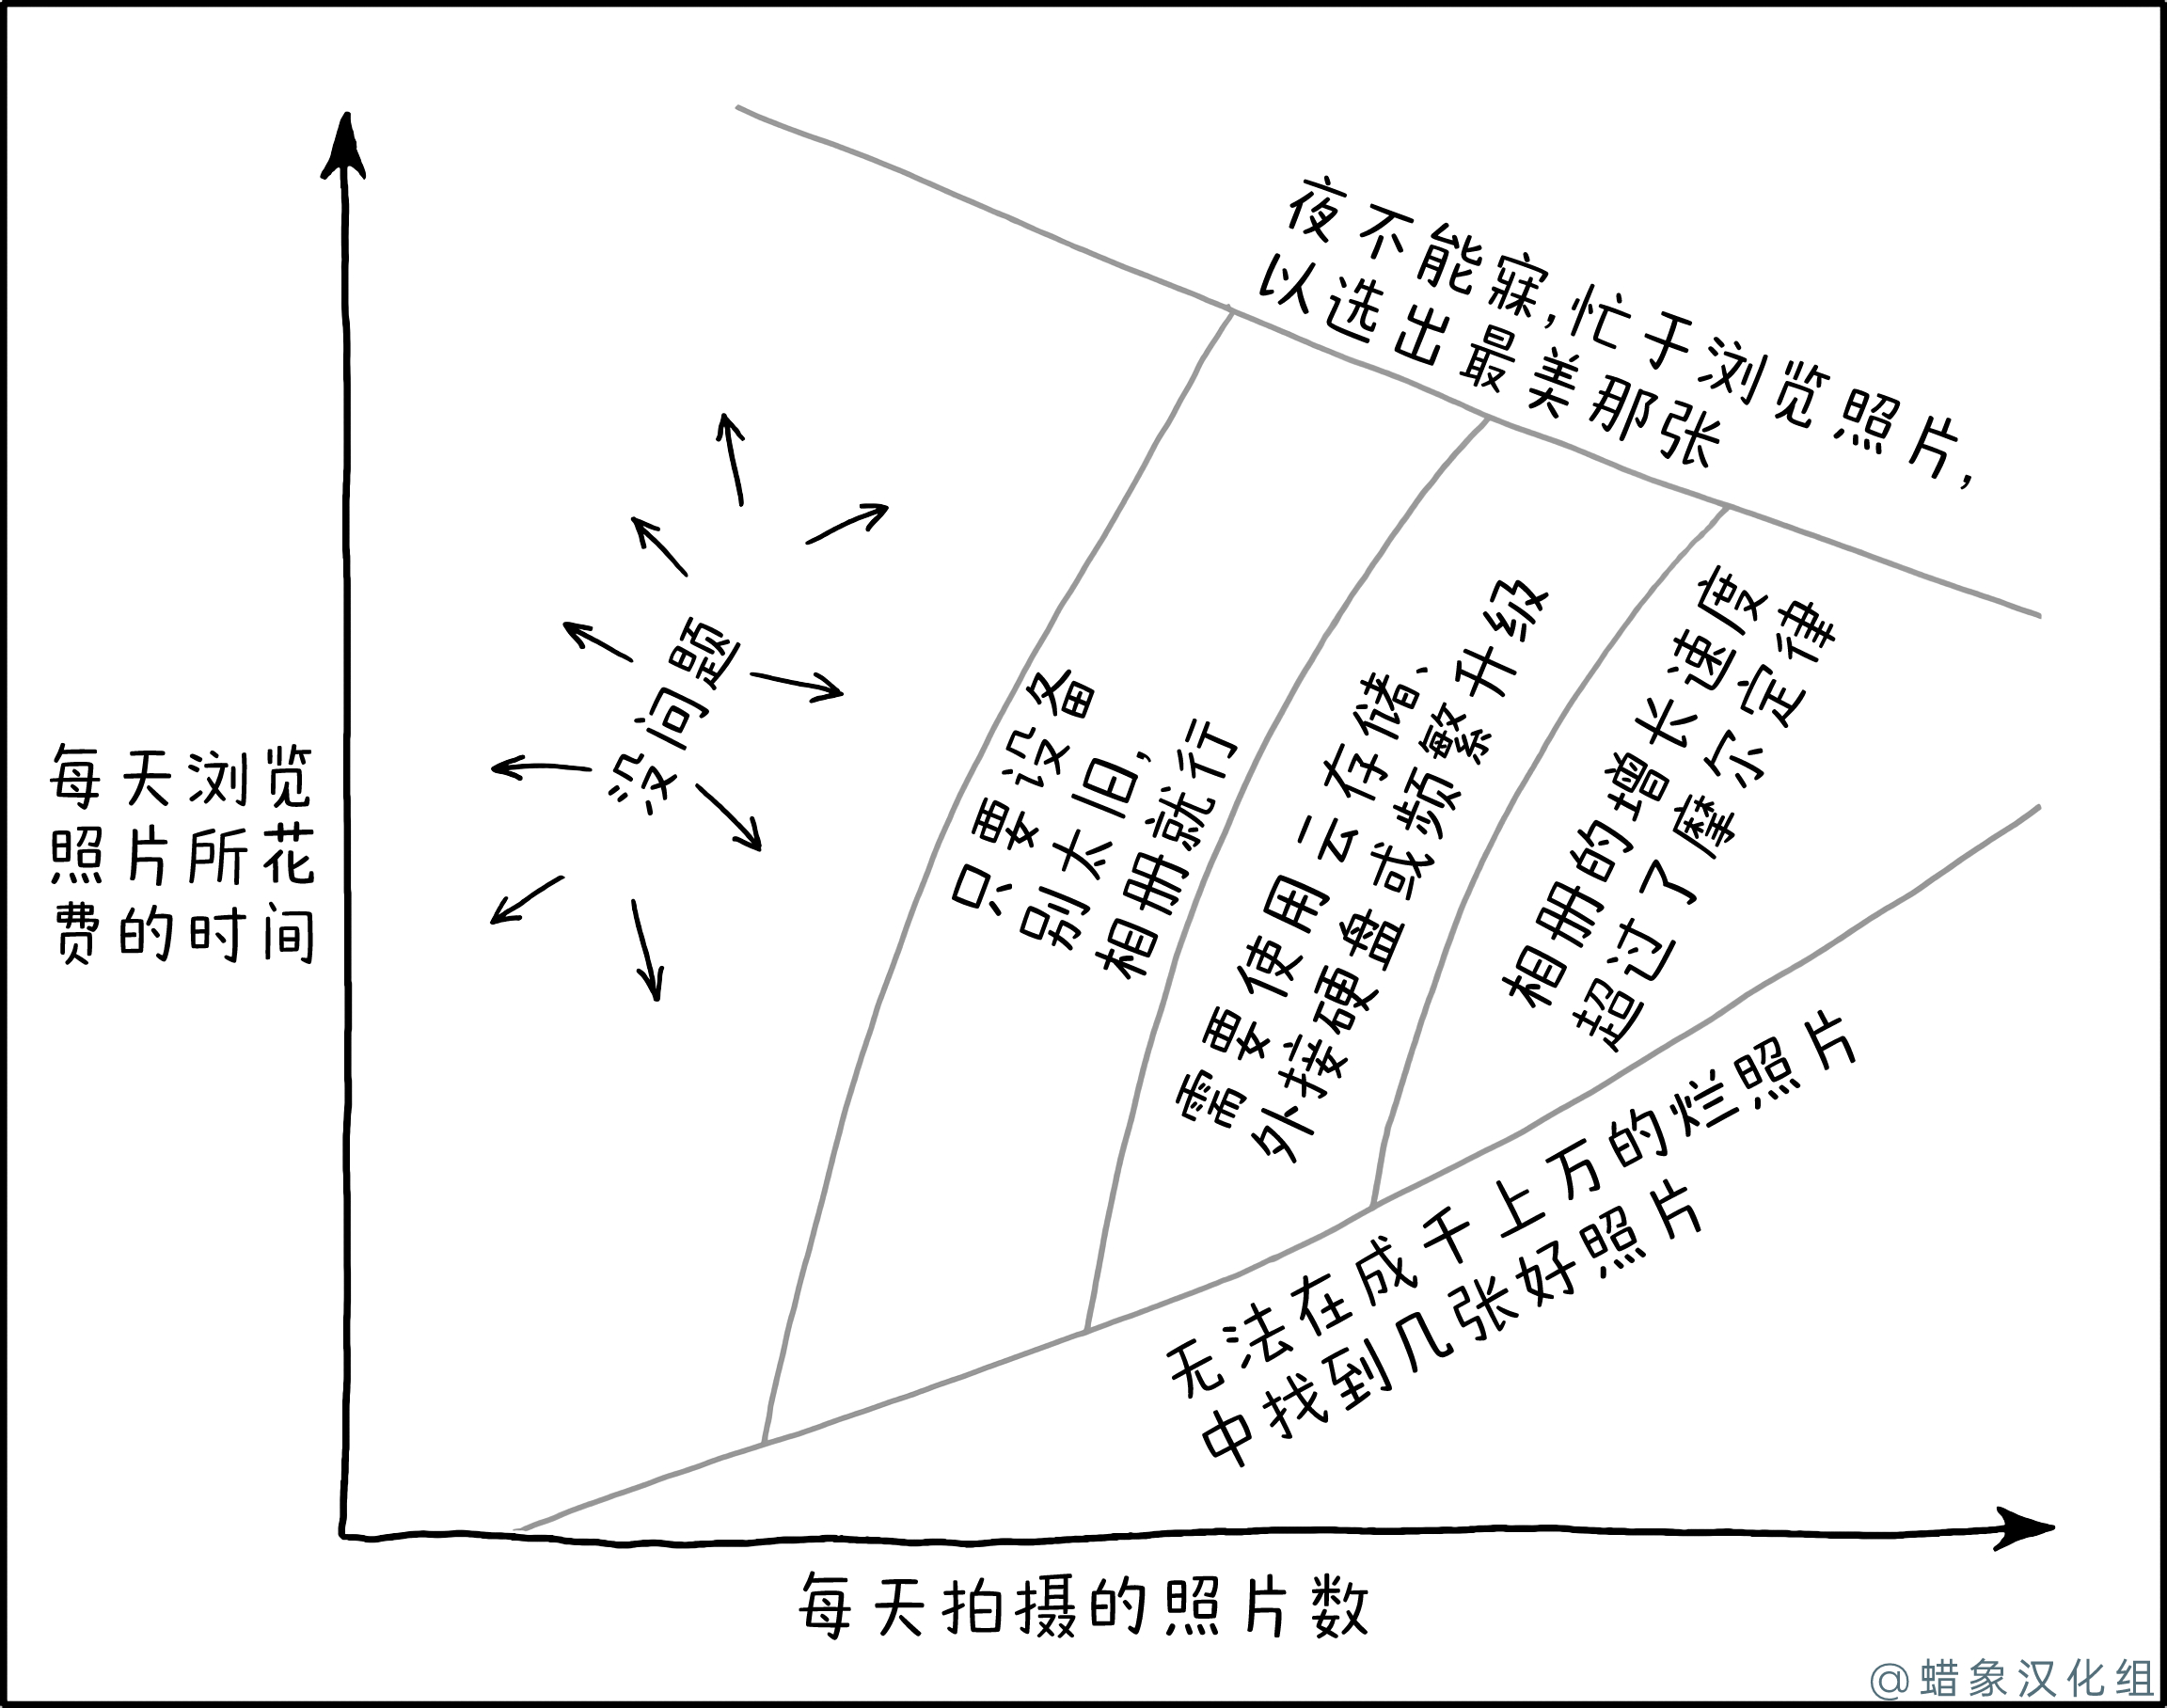 夜不能寐,忙于浏览照片,
以选出最美那张
没问题
只要设备
别太旧,
相册就行
需要使用云存储、
外接硬盘或频繁升级
相册的增长速度
超过了摩尔定律
无法在成千上万的烂照片
中找到几张好照片
每天浏览
照片所花
费的时间
每天拍摄的照片数
@蜡象汉化组